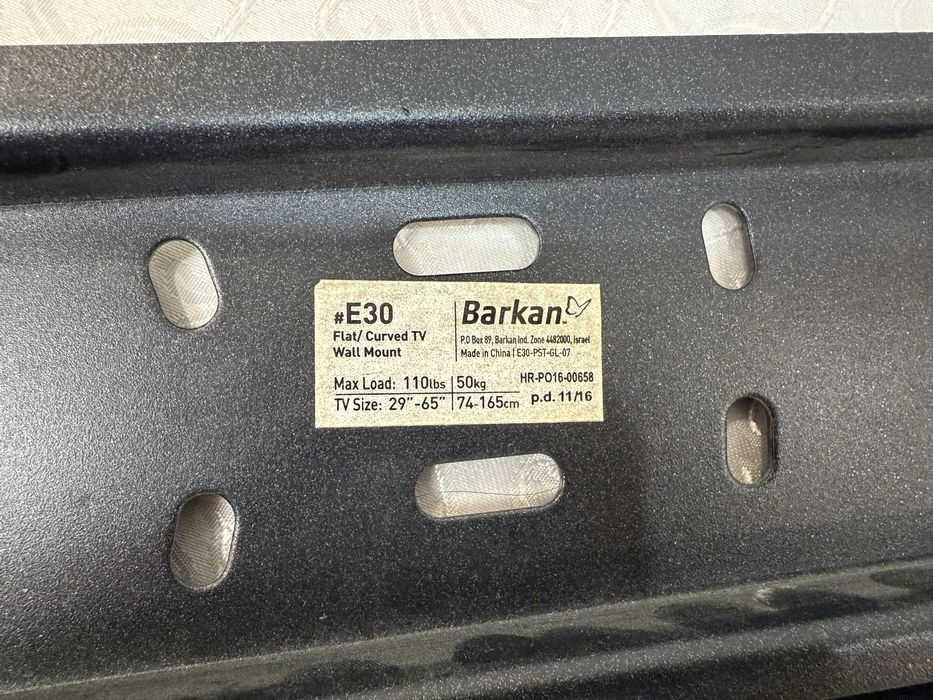 #E30
Flat/ Curved TV
Wall Mount
Barkan™
P.O Box 89, Barkan Ind. Zone 4482000, Israel
Made in China | E30-PST-GL-07
Max Load: 110lbs | 50kg
TV Size: 29"-65" | 74-165cm
HR-PO16-00658
p.d. 11/16